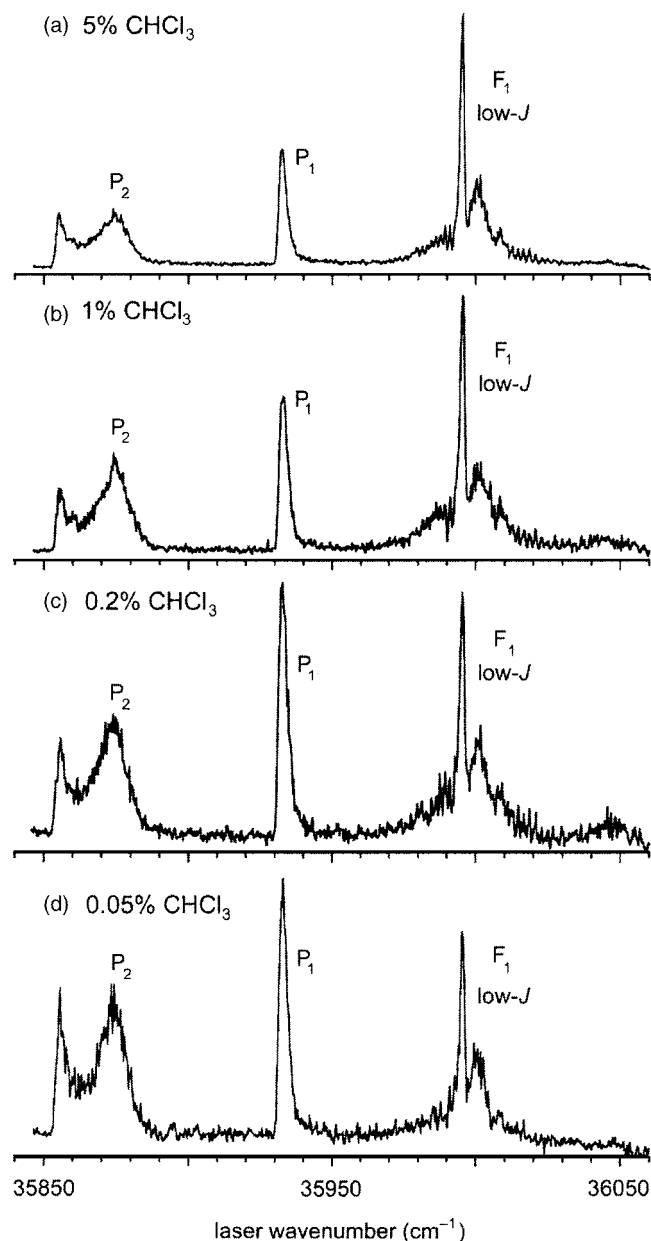 (a) 5% CHCl₃
P₂
P₁
F₁
low-J
(b) 1% CHCl₃
P₂
P₁
F₁
low-J
(c) 0.2% CHCl₃
P₂
P₁
F₁
low-J
(d) 0.05% CHCl₃
P₂
P₁
F₁
low-J
35850 35950 36050
laser wavenumber (cm⁻¹)